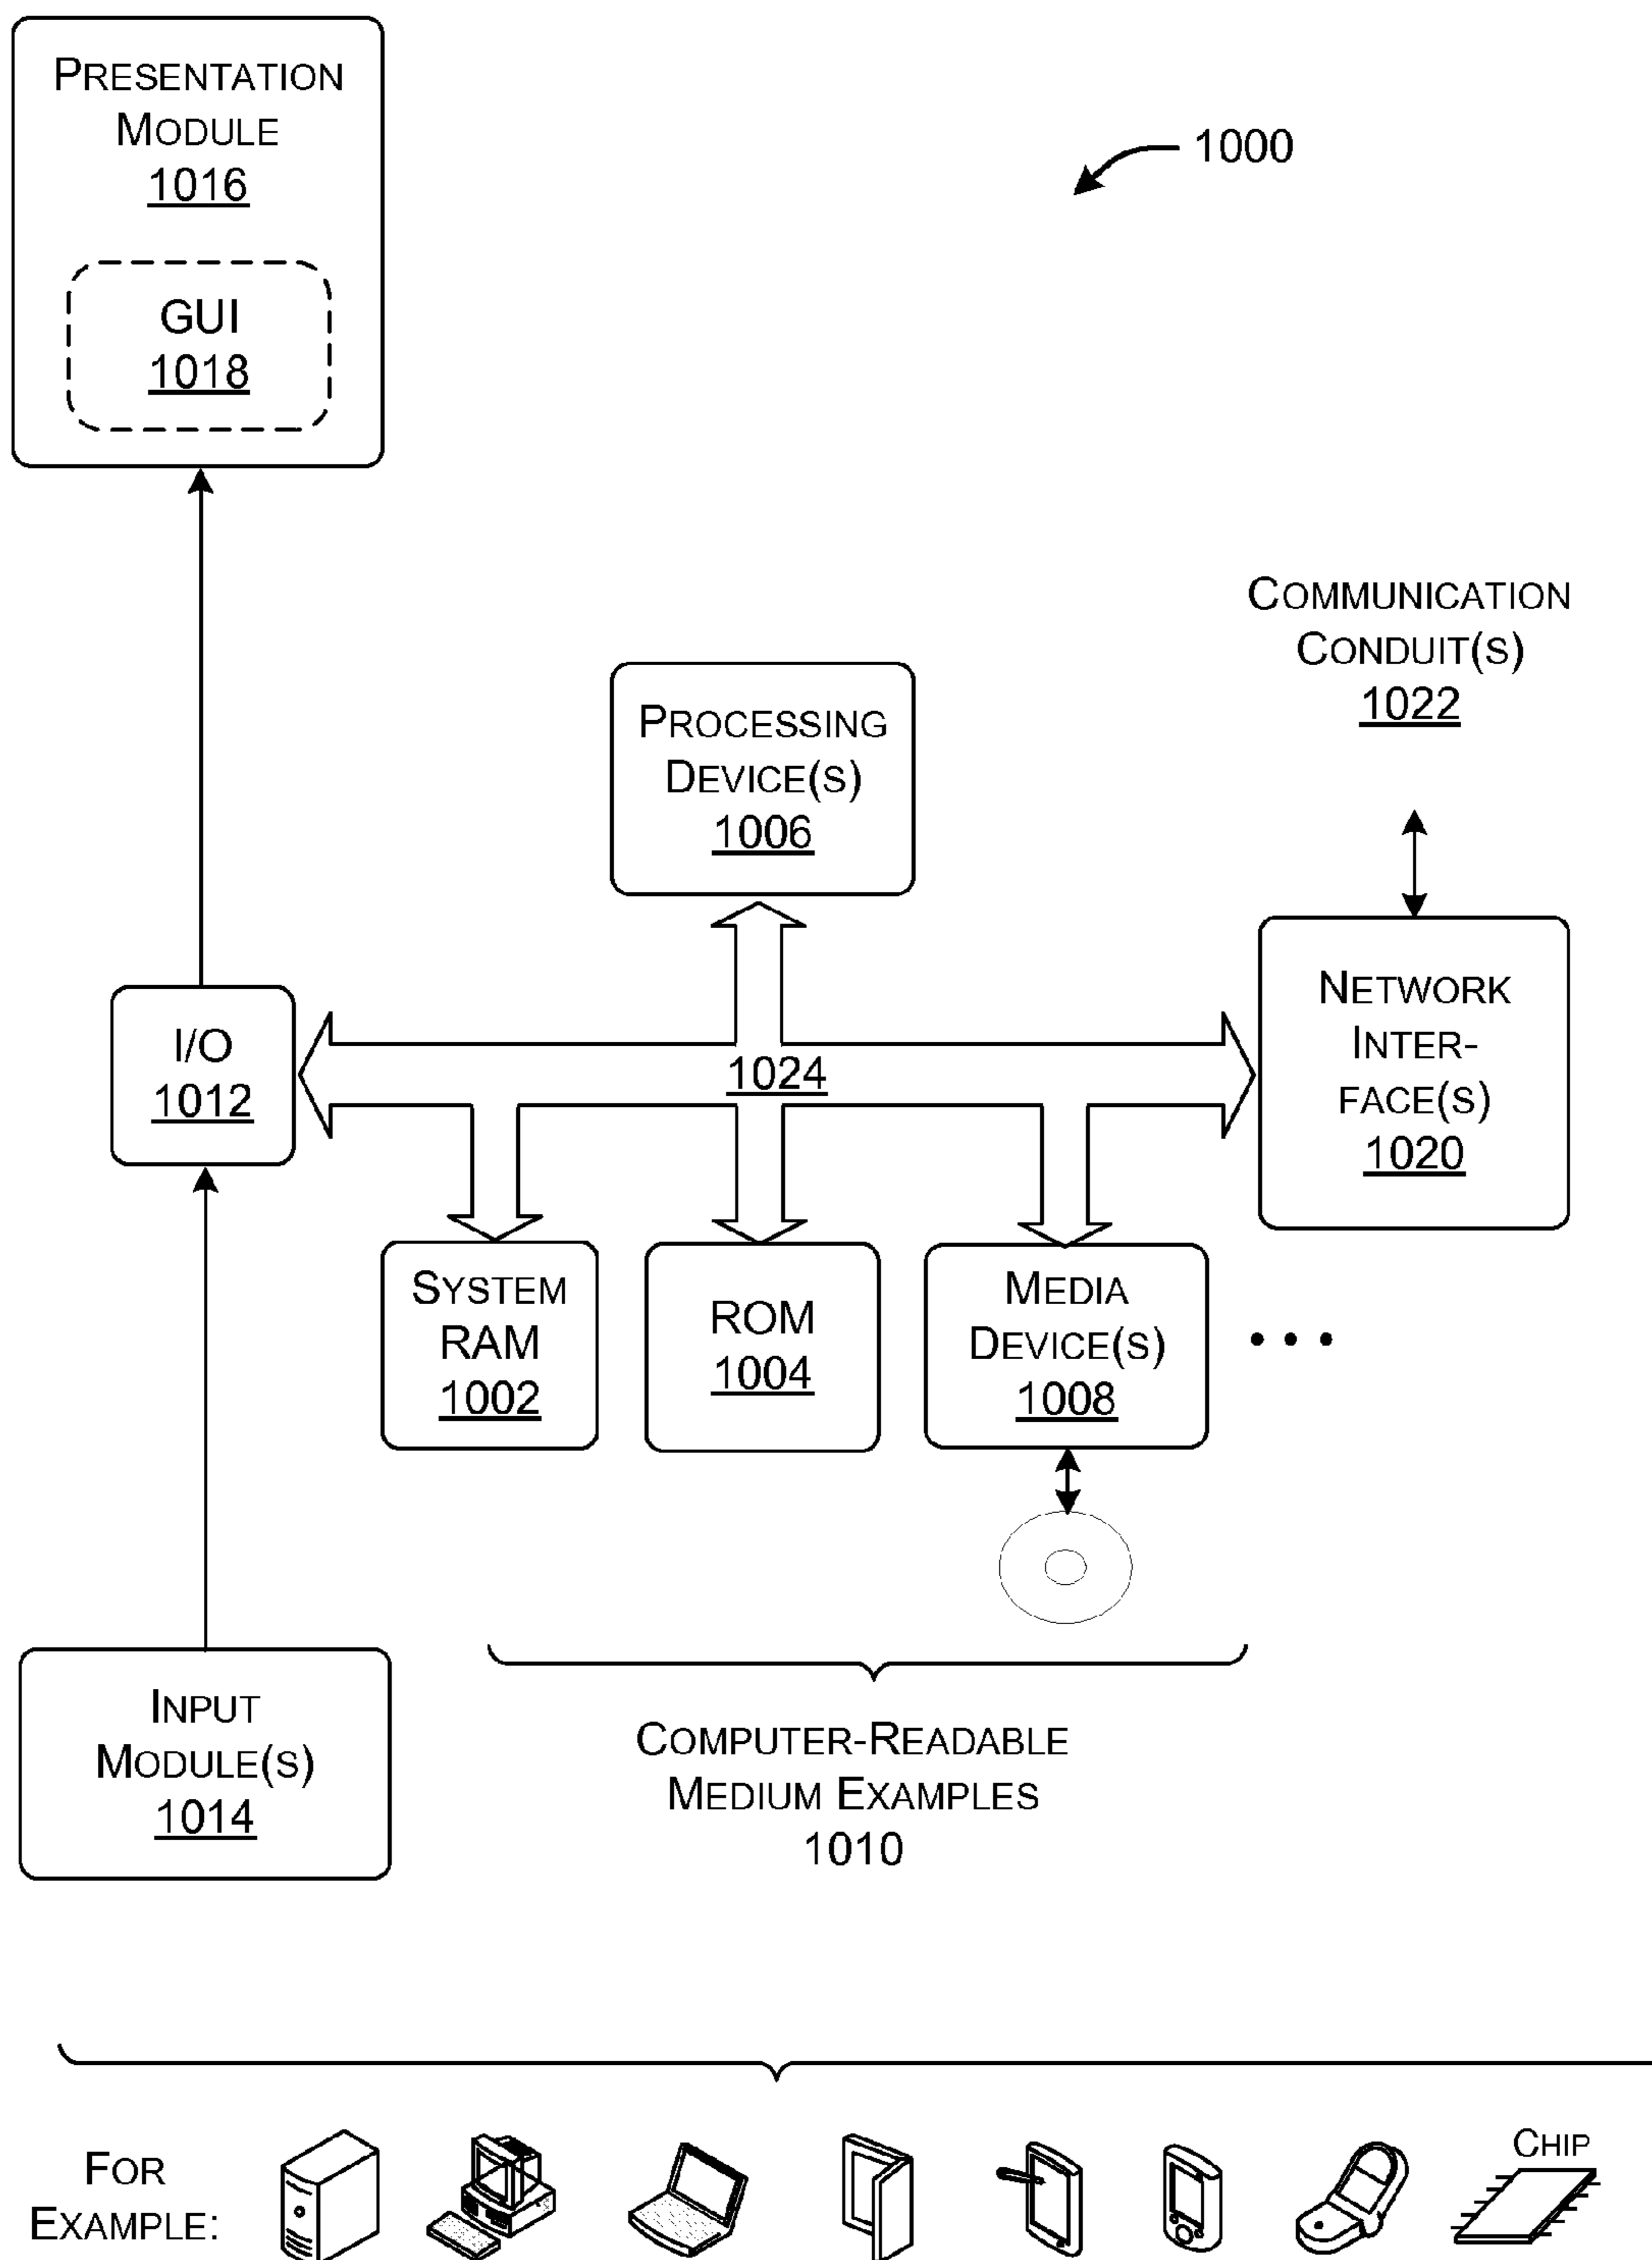 PRESENTATION
MODULE
1016
GUI
1018
1000
COMMUNICATION
CONDUIT(S)
1022
PROCESSING
DEVICE(S)
1006
NETWORK
INTER-
FACE(S)
1020
I/O
1012
1024
SYSTEM
RAM
1002
ROM
1004
MEDIA
DEVICE(S)
1008
• • •
INPUT
MODULE(S)
1014
COMPUTER-READABLE
MEDIUM EXAMPLES
1010
FOR
EXAMPLE:
CHIP